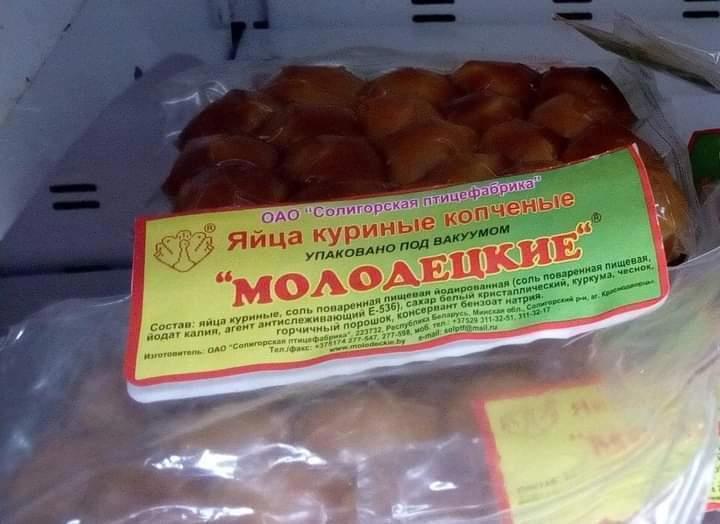 ОАО "Солигорская птицефабрика"
Яйца куриные копченые
УПАКОВАНО ПОД ВАКУУМОМ
"МОЛОДЕЦКИЕ"®
Состав: яйца куриные, соль поваренная пищевая йодированная (соль поваренная пищевая,
йодат калия, агент антислеживающий Е-536), сахар белый кристаллический, куркума, чеснок,
горчичный порошок, консервант бензоат натрия.
Изготовитель: ОАО "Солигорская птицефабрика", 223732, Республика Беларусь, Минская обл., Солигорский р-н, аг. Краснодворцы.
Тел./факс: +375174 277-547, 277-598, моб. тел.: +37529 311-32-51, 311-32-17
www.molodeckie.by e-mail: solptf@mail.ru